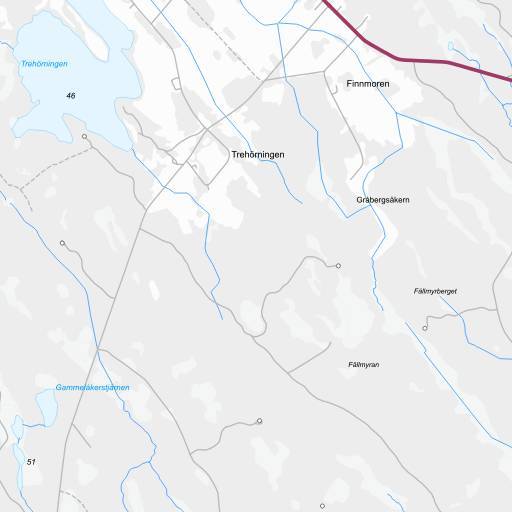 Trehörningen
46
Finnmoren
Trehörningen
Gråbergsåkern
Fällmyrberget
Fällmyran
Gammelåkerstjärnen
51